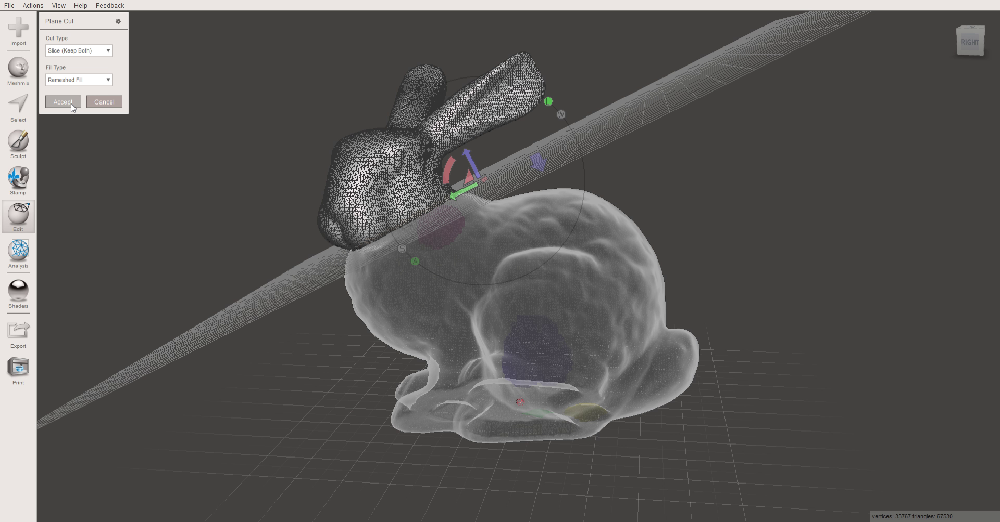 File Actions View Help Feedback
Import
Meshmix
Select
Sculpt
Stamp
Edit
Analysis
Shaders
Export
Print
Plane Cut
Cut Type
Slice (Keep Both)
Fill Type
Remeshed Fill
Accept Cancel
L
W
S
A
RIGHT
vertices: 33767 triangles: 67530